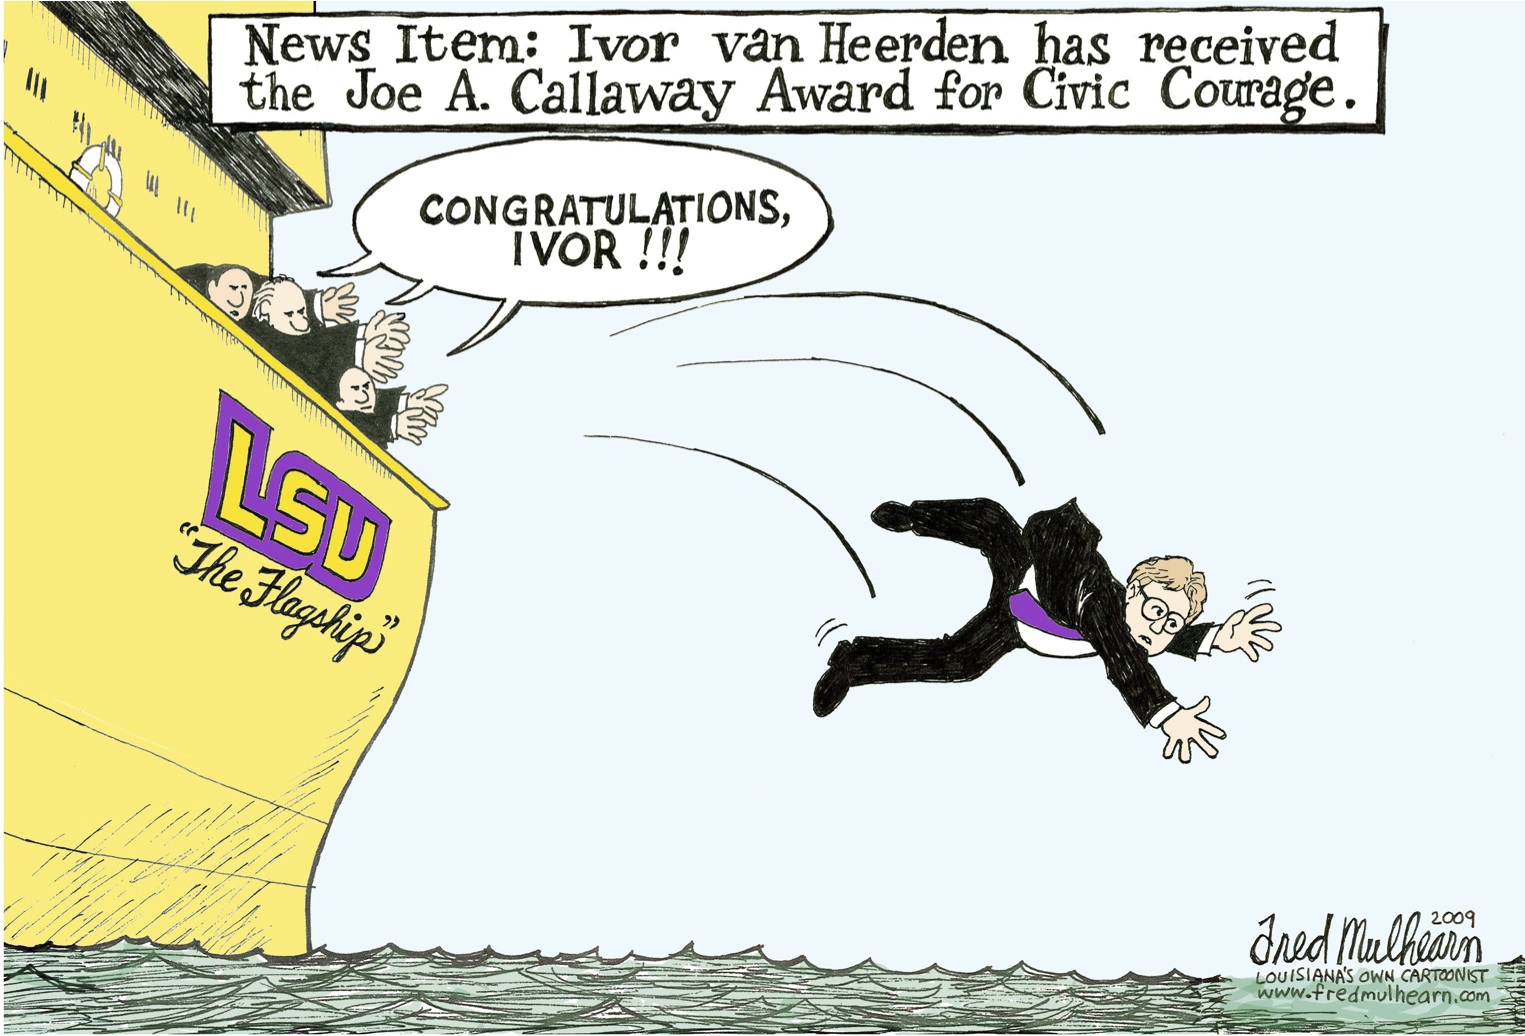 News Item: Ivor van Heerden has received
the Joe A. Callaway Award for Civic Courage.
CONGRATULATIONS,
IVOR !!!
LSU
"The Flagship"
2009
Fred Mulhearn
LOUISIANA'S OWN CARTOONIST
www.fredmulhearn.com